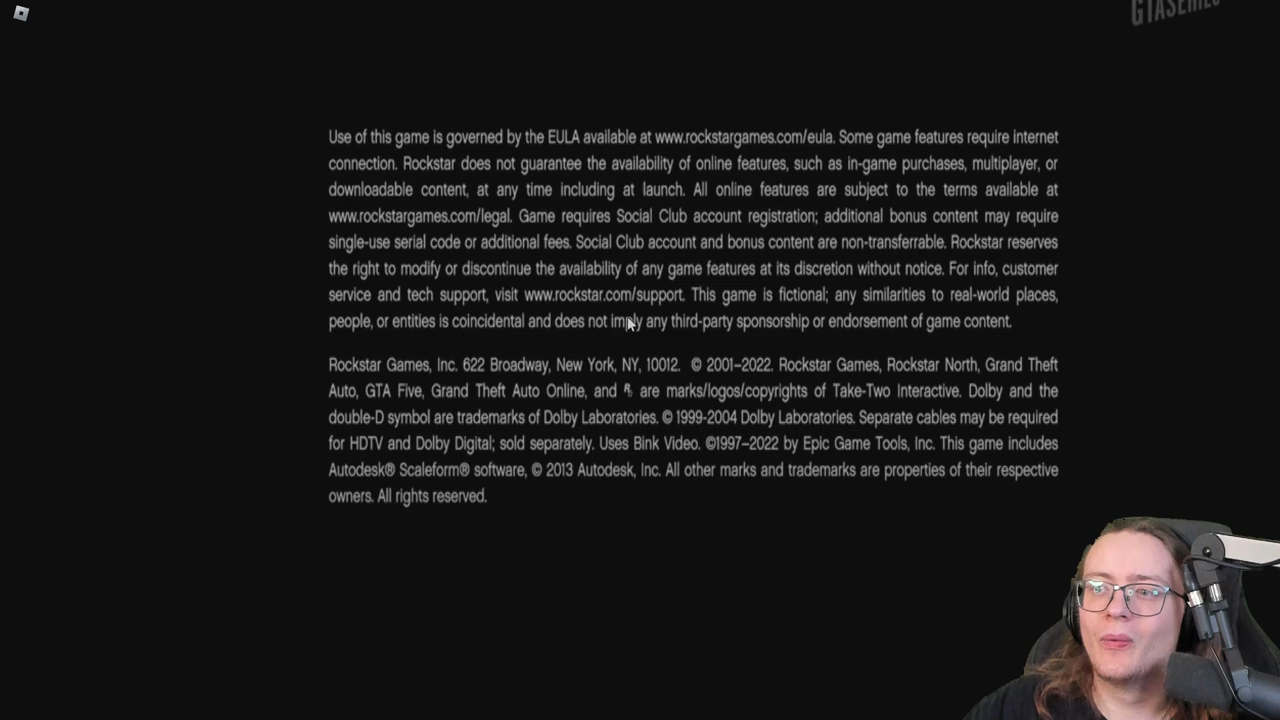 GTASERIES
Use of this game is governed by the EULA available at www.rockstargames.com/eula. Some game features require internet
connection. Rockstar does not guarantee the availability of online features, such as in-game purchases, multiplayer, or
downloadable content, at any time including at launch. All online features are subject to the terms available at
www.rockstargames.com/legal. Game requires Social Club account registration; additional bonus content may require
single-use serial code or additional fees. Social Club account and bonus content are non-transferrable. Rockstar reserves
the right to modify or discontinue the availability of any game features at its discretion without notice. For info, customer
service and tech support, visit www.rockstar.com/support. This game is fictional; any similarities to real-world places,
people, or entities is coincidental and does not imply any third-party sponsorship or endorsement of game content.
Rockstar Games, Inc. 622 Broadway, New York, NY, 10012. © 2001–2022. Rockstar Games, Rockstar North, Grand Theft
Auto, GTA Five, Grand Theft Auto Online, and R* are marks/logos/copyrights of Take-Two Interactive. Dolby and the
double-D symbol are trademarks of Dolby Laboratories. © 1999-2004 Dolby Laboratories. Separate cables may be required
for HDTV and Dolby Digital; sold separately. Uses Bink Video. ©1997–2022 by Epic Game Tools, Inc. This game includes
Autodesk® Scaleform® software, © 2013 Autodesk, Inc. All other marks and trademarks are properties of their respective
owners. All rights reserved.